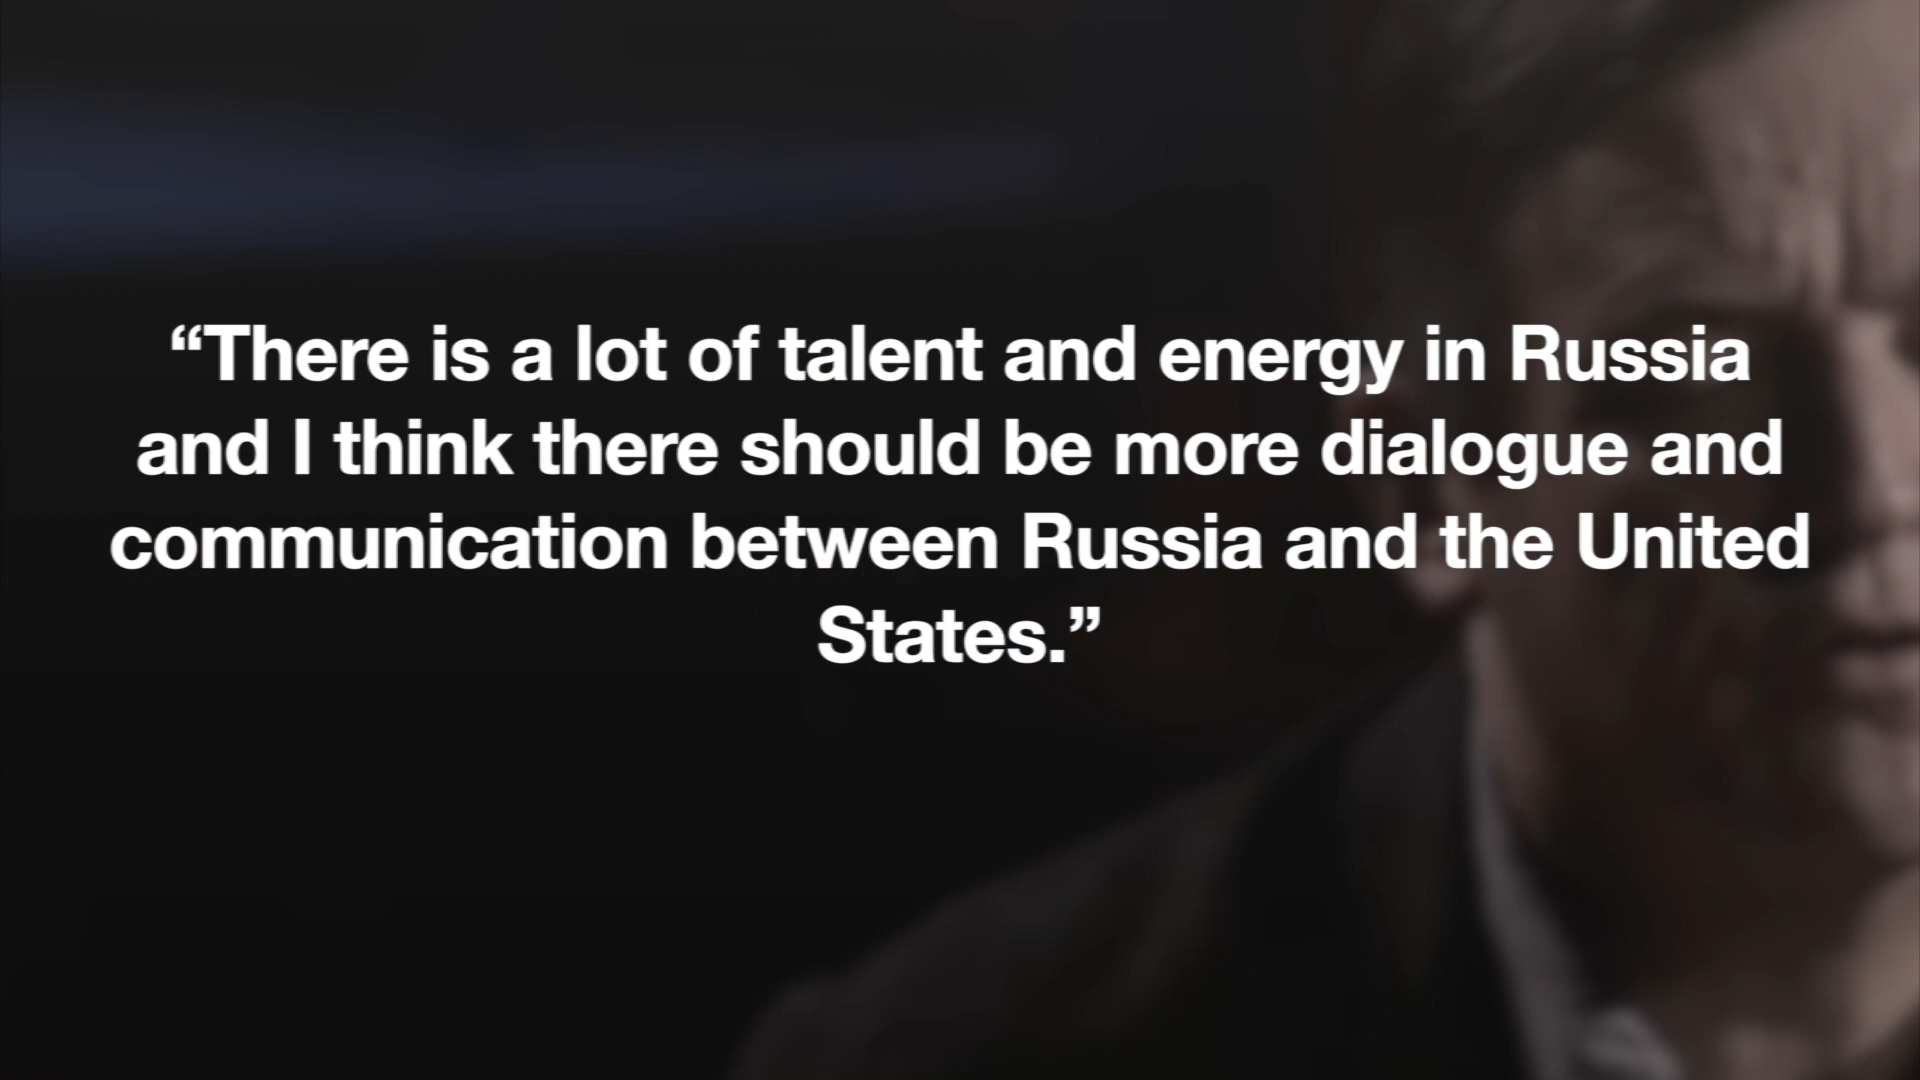 “There is a lot of talent and energy in Russia
and I think there should be more dialogue and
communication between Russia and the United
States.”